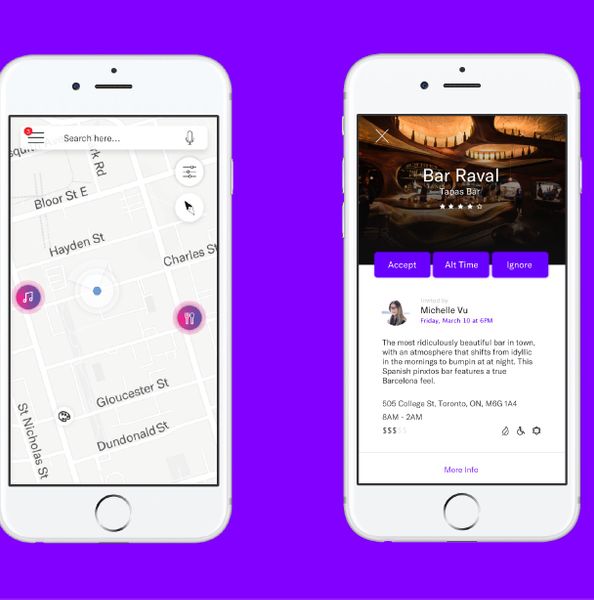 3
Search here...
rk Rd
Bloor St E
Hayden St
Charles St
Gloucester St
Dundonald St
St Nicholas St
Bar Raval
Tapas Bar
Accept
Alt Time
Ignore
Invited by
Michelle Vu
Friday, March 10 at 6PM
The most ridiculously beautiful bar in town,
with an atmosphere that shifts from idyllic
in the mornings to bumpin at at night. This
Spanish pinxtos bar features a true
Barcelona feel.
505 College St, Toronto, ON, M6G 1A4
8AM - 2AM
$$$$$
More Info